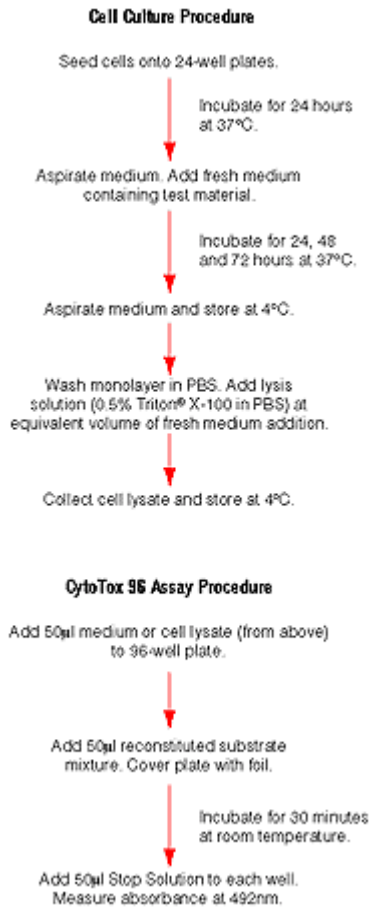 Cell Culture Procedure
Seed cells onto 24-well plates.
Incubate for 24 hours
at 37ºC.
Aspirate medium. Add fresh medium
containing test material.
Incubate for 24, 48
and 72 hours at 37ºC.
Aspirate medium and store at 4ºC.
Wash monolayer in PBS. Add lysis
solution (0.5% Triton® X-100 in PBS) at
equivalent volume of fresh medium addition.
Collect cell lysate and store at 4ºC.
CytoTox 96 Assay Procedure
Add 50µl medium or cell lysate (from above)
to 96-well plate.
Add 50µl reconstituted substrate
mixture. Cover plate with foil.
Incubate for 30 minutes
at room temperature.
Add 50µl Stop Solution to each well.
Measure absorbance at 492nm.